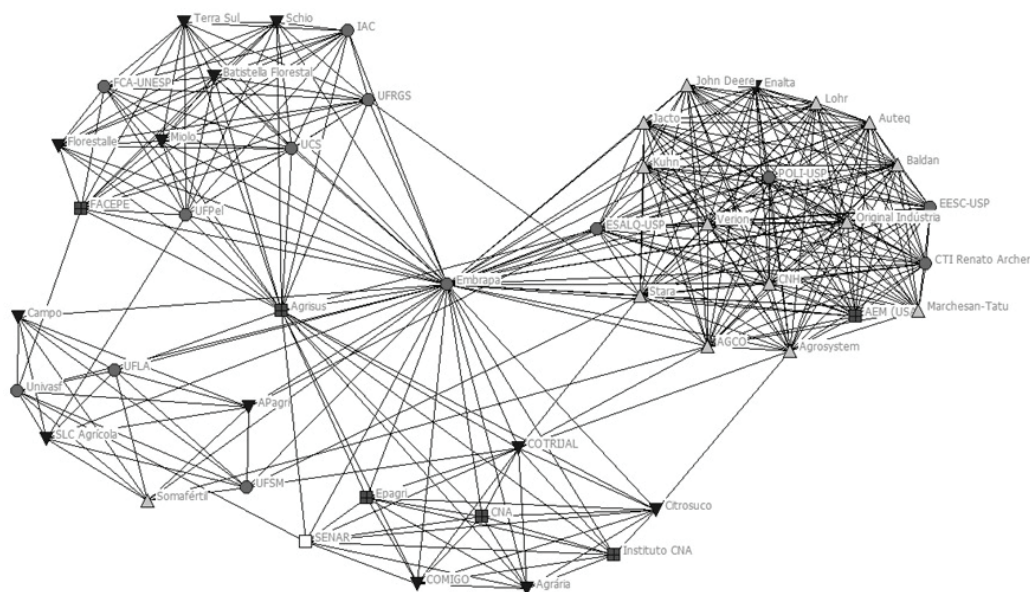 Terra Sul
Schio
IAC
FCA-UNESP
Batistella Florestal
UFRGS
Florestalle
Miolo
UCS
FACEPE
UFPel
John Deere
Enalta
Lohr
Jacto
Auteq
Kuhn
POLI-USP
Baldan
ESALQ-USP
Verion
Original Indústria
EESC-USP
CTI Renato Archer
Embrapa
Stara
CNH
Agrisus
AEM (USA
Marchesan-Tatu
Campo
AGCO
Agrosystem
UFLA
Univasf
APagri
SLC Agrícola
COTRIJAL
UFSM
Somafértil
Epagri
CNA
Citrosuco
SENAR
Instituto CNA
COMIGO
Agrária